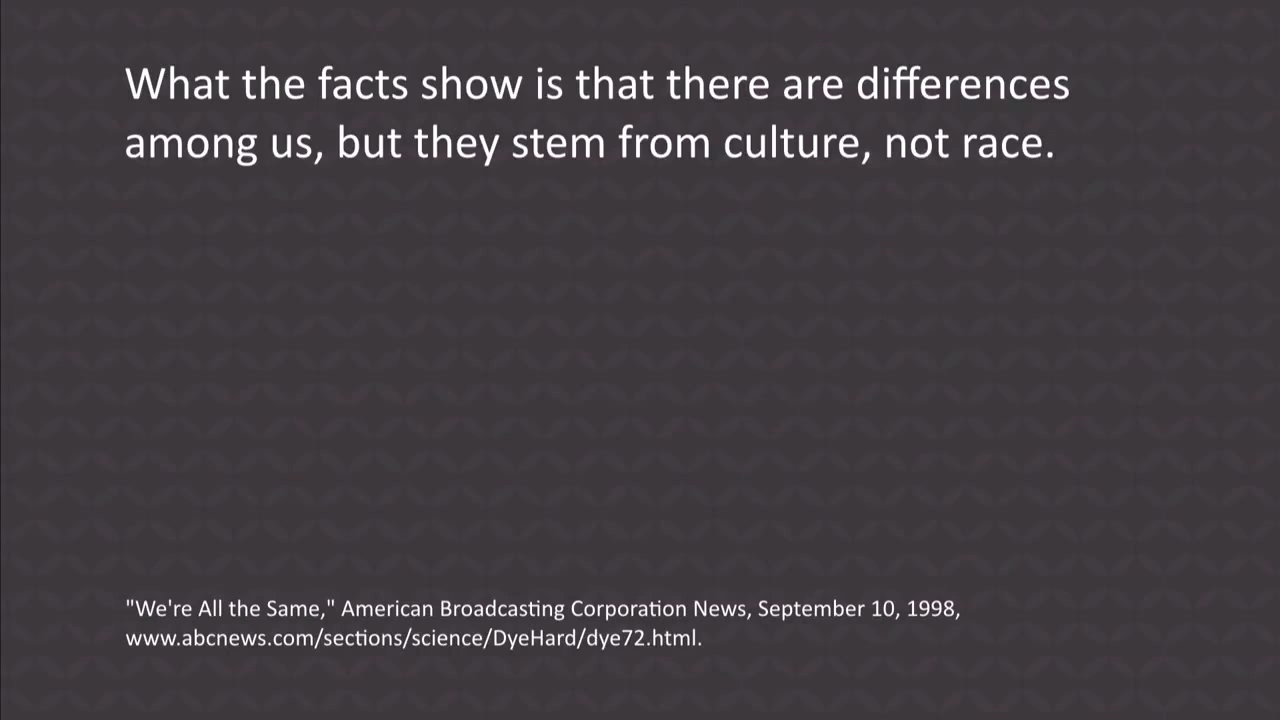 What the facts show is that there are differences
among us, but they stem from culture, not race.
"We're All the Same," American Broadcasting Corporation News, September 10, 1998,
www.abcnews.com/sections/science/DyeHard/dye72.html.